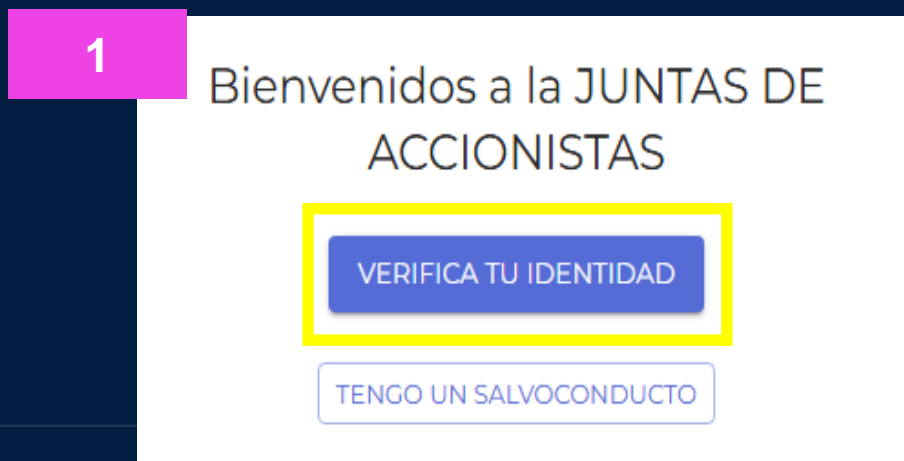 1
Bienvenidos a la JUNTAS DE
ACCIONISTAS
VERIFICA TU IDENTIDAD
TENGO UN SALVOCONDUCTO